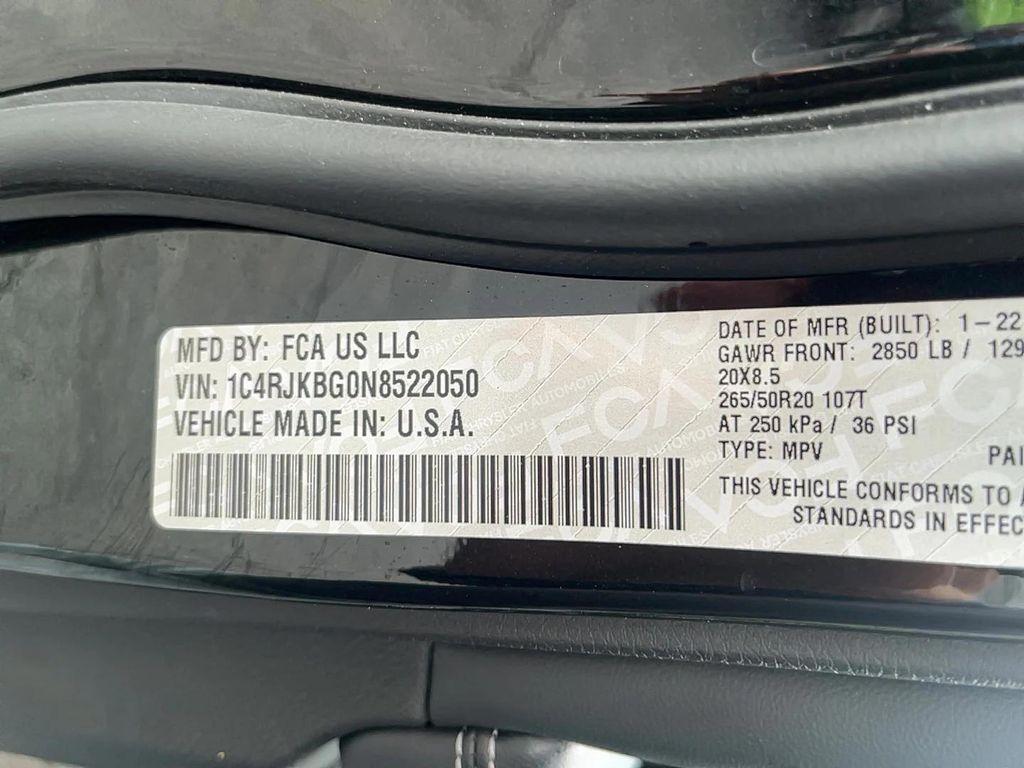 MFD BY: FCA US LLC
VIN: 1C4RJKBG0N8522050
VEHICLE MADE IN: U.S.A.
DATE OF MFR (BUILT): 1-22
GAWR FRONT: 2850 LB / 129
20X8.5
265/50R20 107T
AT 250 kPa / 36 PSI
TYPE: MPV
PAI
THIS VEHICLE CONFORMS TO A
STANDARDS IN EFFEC